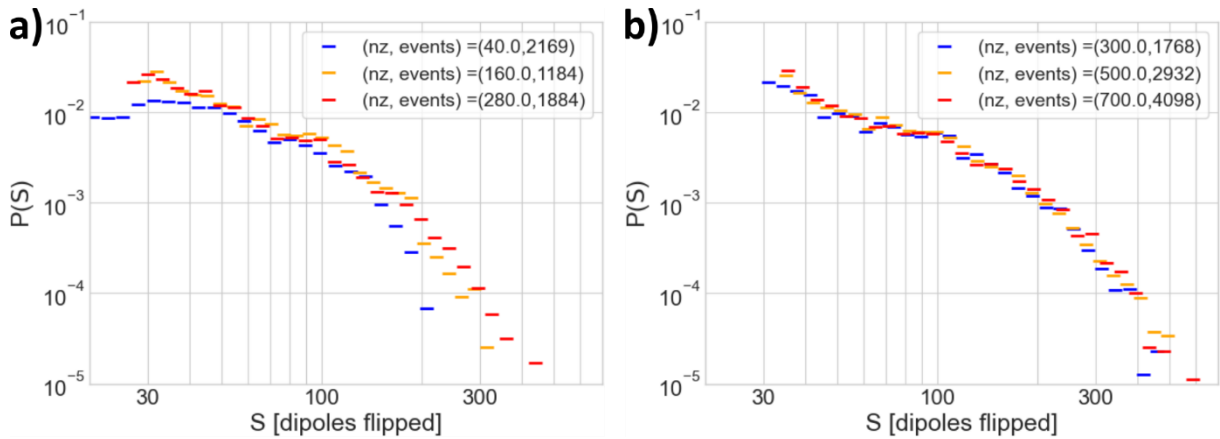 a)
10⁻¹
10⁻²
10⁻³
10⁻⁴
10⁻⁵
P(S)
(nz, events) =(40.0,2169)
(nz, events) =(160.0,1184)
(nz, events) =(280.0,1884)
30
100
300
S [dipoles flipped]
b)
10⁻¹
10⁻²
10⁻³
10⁻⁴
10⁻⁵
P(S)
(nz, events) =(300.0,1768)
(nz, events) =(500.0,2932)
(nz, events) =(700.0,4098)
30
100
300
S [dipoles flipped]